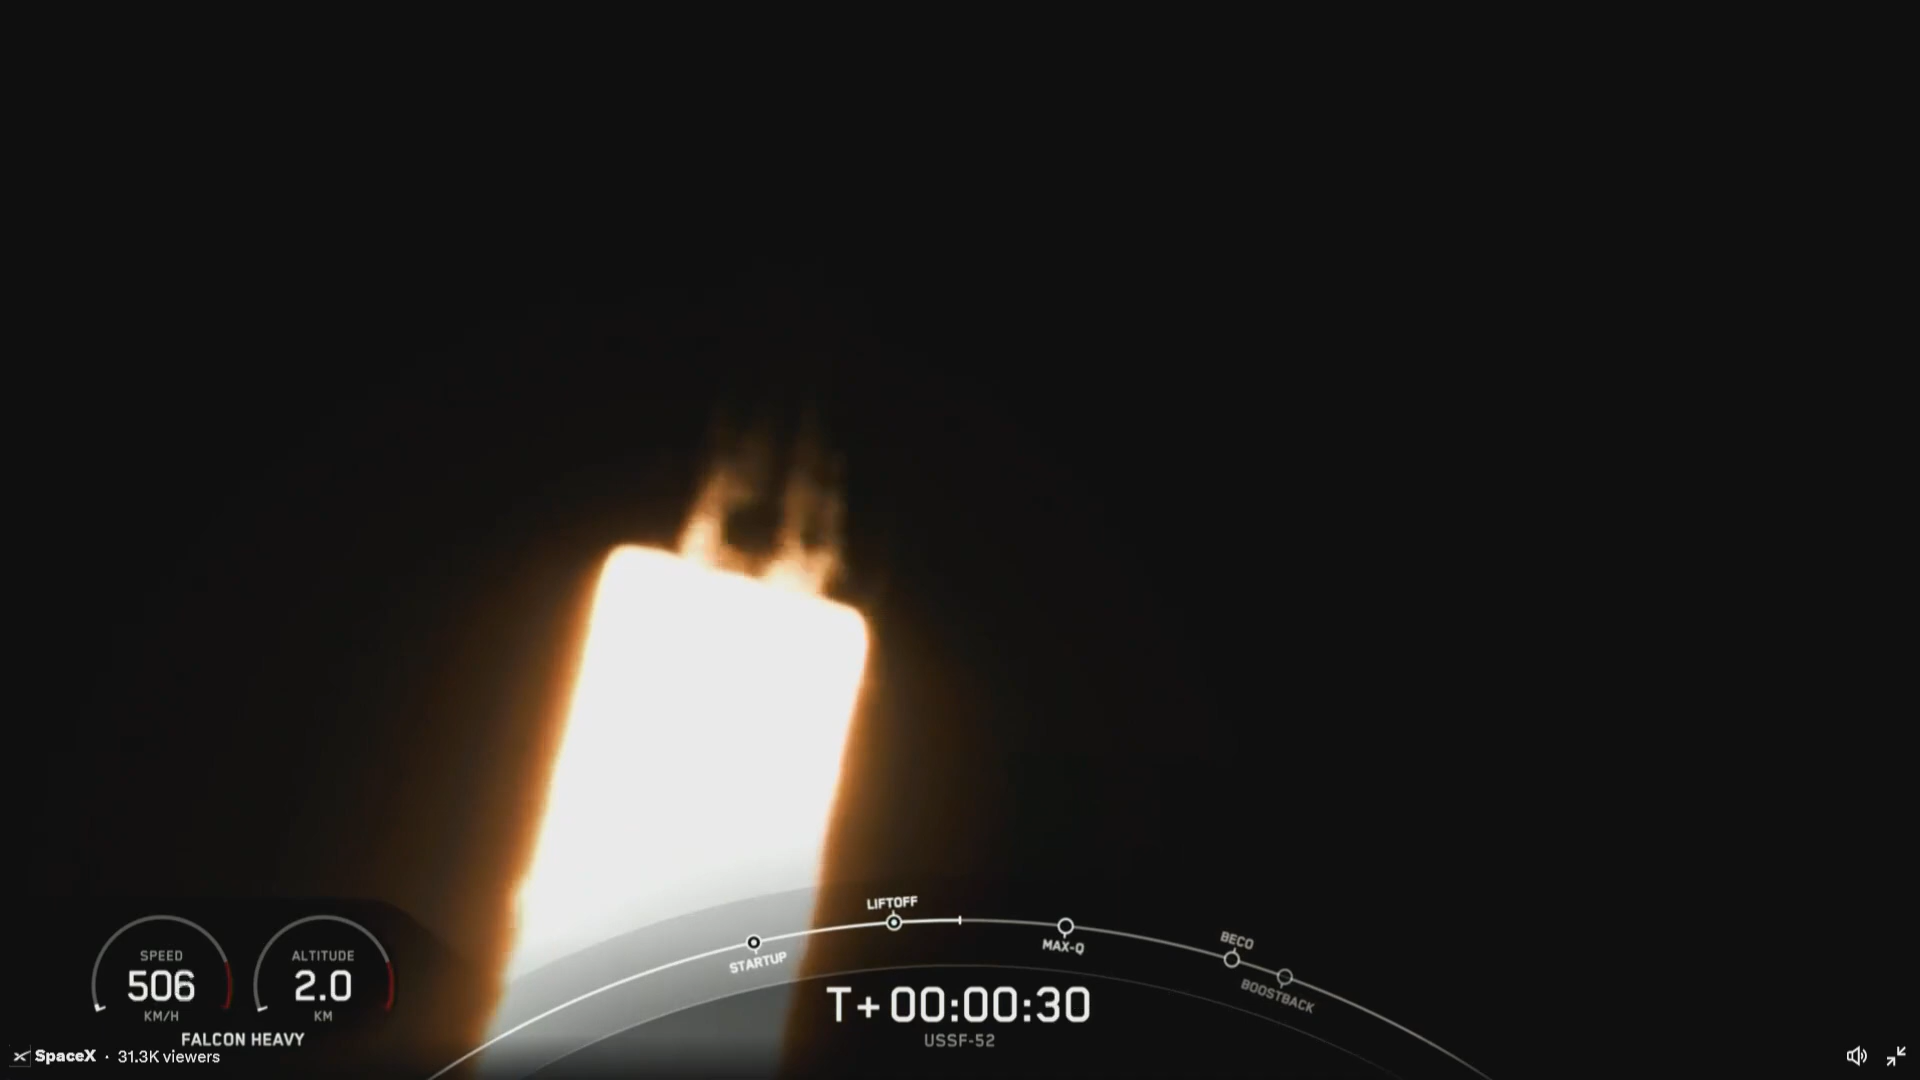 LIFTOFF
STARTUP
MAX-Q
BECO
BOOSTBACK
SPEED
506
KM/H
ALTITUDE
2.0
KM
FALCON HEAVY
T+00:00:30
USSF-52
SpaceX · 31.3K viewers